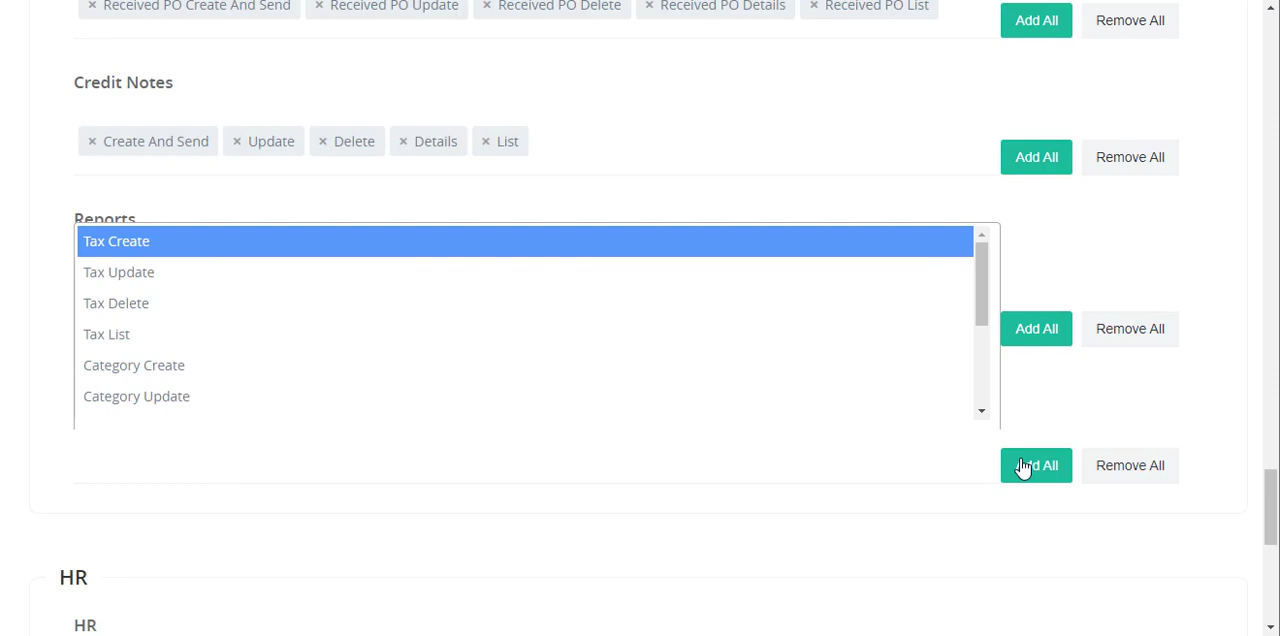 × Received PO Create And Send × Received PO Update × Received PO Delete × Received PO Details × Received PO List
Add All Remove All
Credit Notes
× Create And Send × Update × Delete × Details × List
Add All Remove All
Reports
Tax Create
Tax Update
Tax Delete
Tax List
Add All Remove All
Category Create
Category Update
Add All Remove All
HR
HR